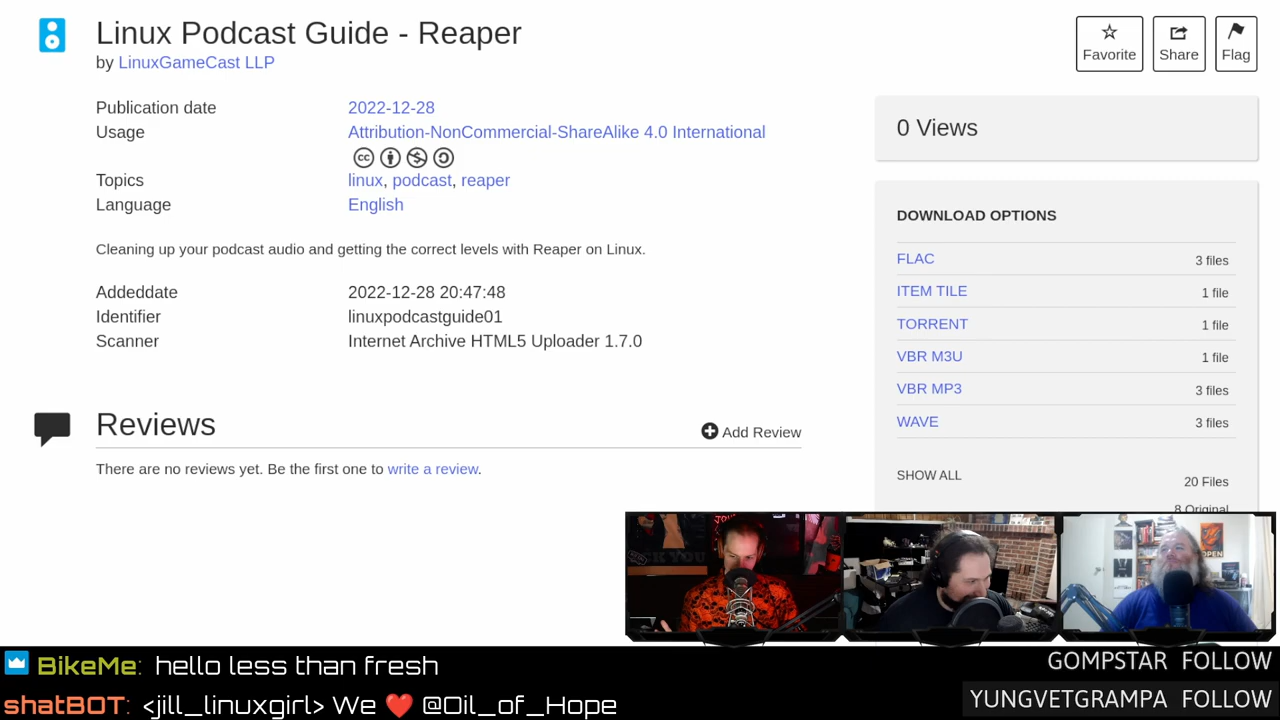 Linux Podcast Guide - Reaper
by LinuxGameCast LLP
Favorite
Share
Flag
Publication date 2022-12-28
Usage Attribution-NonCommercial-ShareAlike 4.0 International
Topics linux, podcast, reaper
Language English
Cleaning up your podcast audio and getting the correct levels with Reaper on Linux.
Addeddate 2022-12-28 20:47:48
Identifier linuxpodcastguide01
Scanner Internet Archive HTML5 Uploader 1.7.0
Reviews
Add Review
There are no reviews yet. Be the first one to write a review.
0 Views
DOWNLOAD OPTIONS
FLAC 3 files
ITEM TILE 1 file
TORRENT 1 file
VBR M3U 1 file
VBR MP3 3 files
WAVE 3 files
SHOW ALL 20 Files
8 Original
BikeMe: hello less than fresh
shatBOT: <jill_linuxgirl> We ❤️ @Oil_of_Hope
GOMPSTAR FOLLOW
YUNGVETGRAMPA FOLLOW